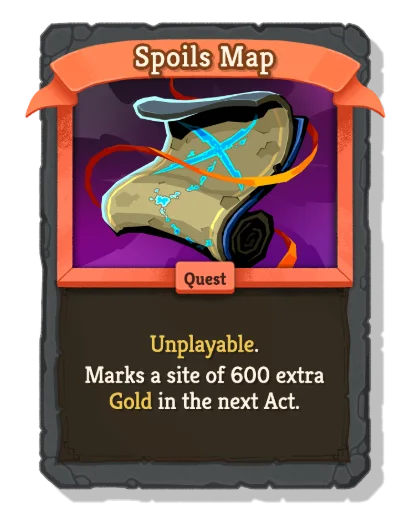 Spoils Map
Quest
Unplayable.
Marks a site of 600 extra
Gold in the next Act.